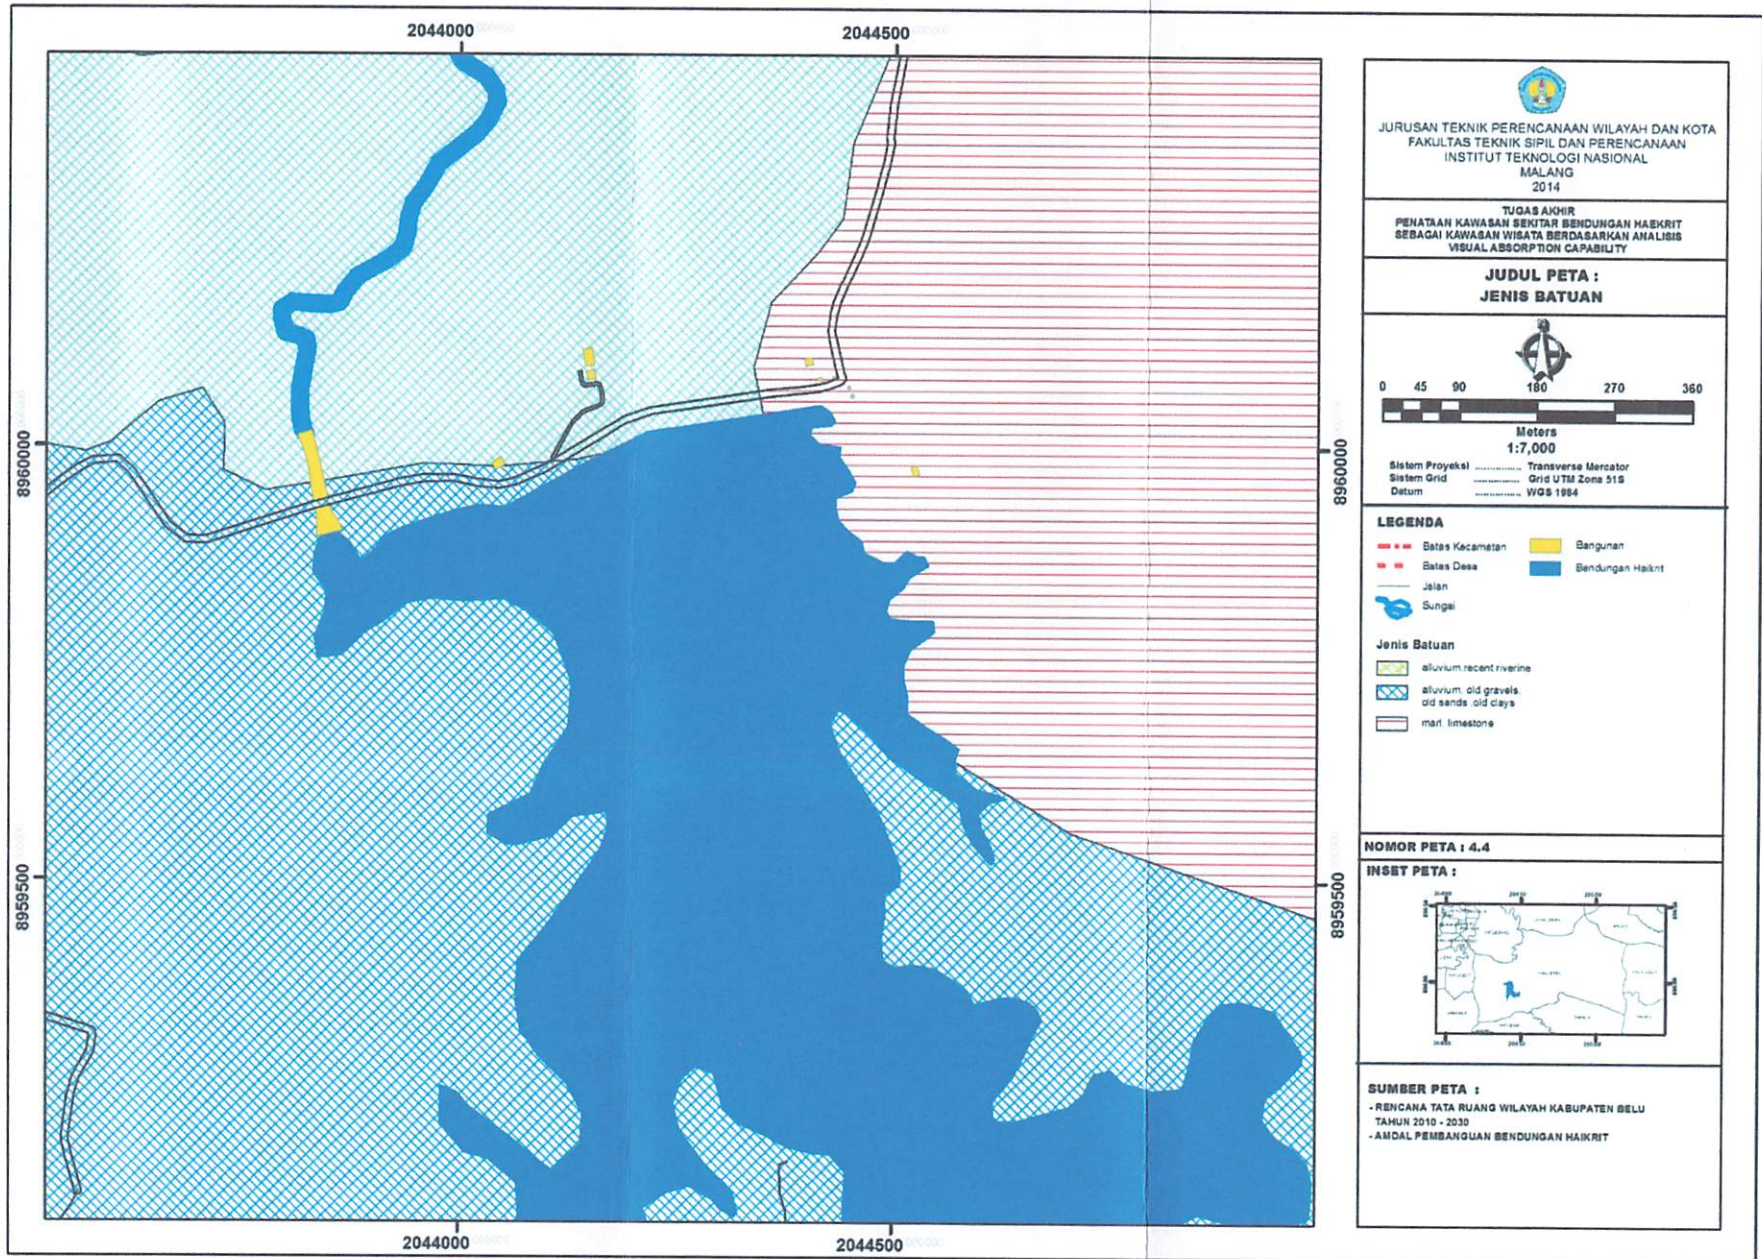 2044000
2044500
8960000
8959500
8960000
8959500
2044000
2044500
JURUSAN TEKNIK PERENCANAAN WILAYAH DAN KOTA
FAKULTAS TEKNIK SIPIL DAN PERENCANAAN
INSTITUT TEKNOLOGI NASIONAL
MALANG
2014
TUGAS AKHIR
PENATAAN KAWASAN SEKITAR BENDUNGAN HAEKRIT
SEBAGAI KAWASAN WISATA BERDASARKAN ANALISIS
VISUAL ABSORPTION CAPABILITY
JUDUL PETA :
JENIS BATUAN
0 45 90 180 270 360
Meters
1:7,000
Sistem Proyeksi .............. Transverse Mercator
Sistem Grid .............. Grid UTM Zona 51S
Datum .............. WGS 1984
LEGENDA
Batas Kecamatan
Batas Desa
Jalan
Sungai
Bangunan
Bendungan Haikrit
Jenis Batuan
alluvium,recent riverine
alluvium, old gravels,
old sands ,old clays
marl, limestone
NOMOR PETA : 4.4
INSET PETA :
SUMBER PETA :
- RENCANA TATA RUANG WILAYAH KABUPATEN BELU
TAHUN 2010 - 2030
- AMDAL PEMBANGUAN BENDUNGAN HAIKRIT